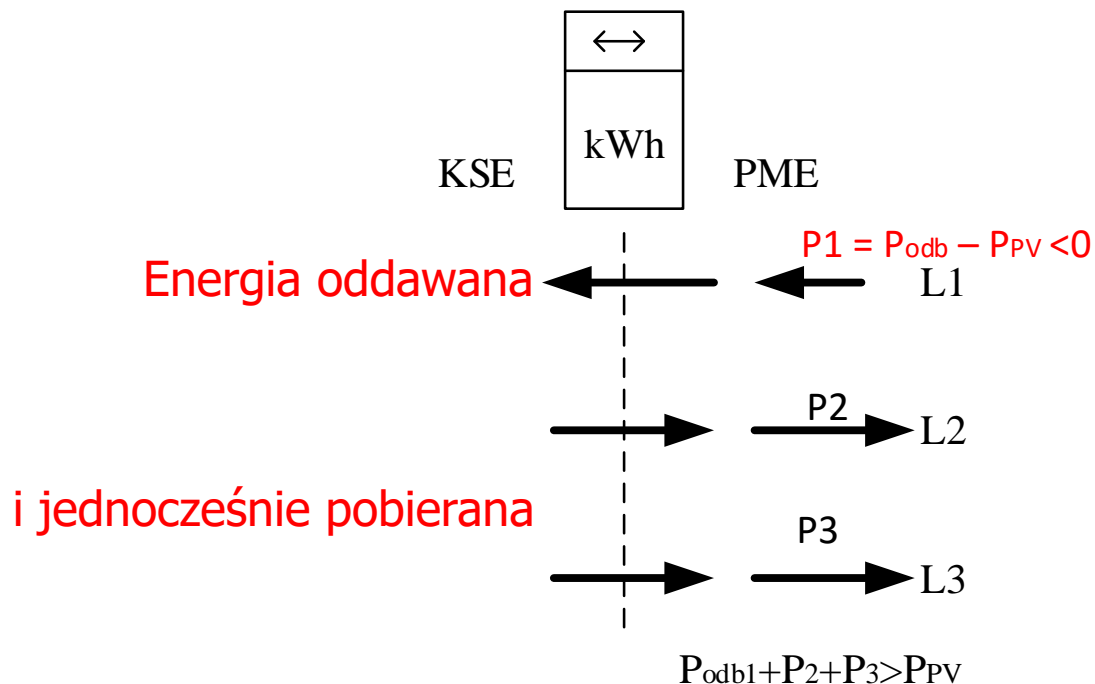 ↔
kWh
KSE PME
P1 = Podb – PPV <0
Energia oddawana L1
P2
L2
i jednocześnie pobierana
P3
L3
Podb1+P2+P3>PPV